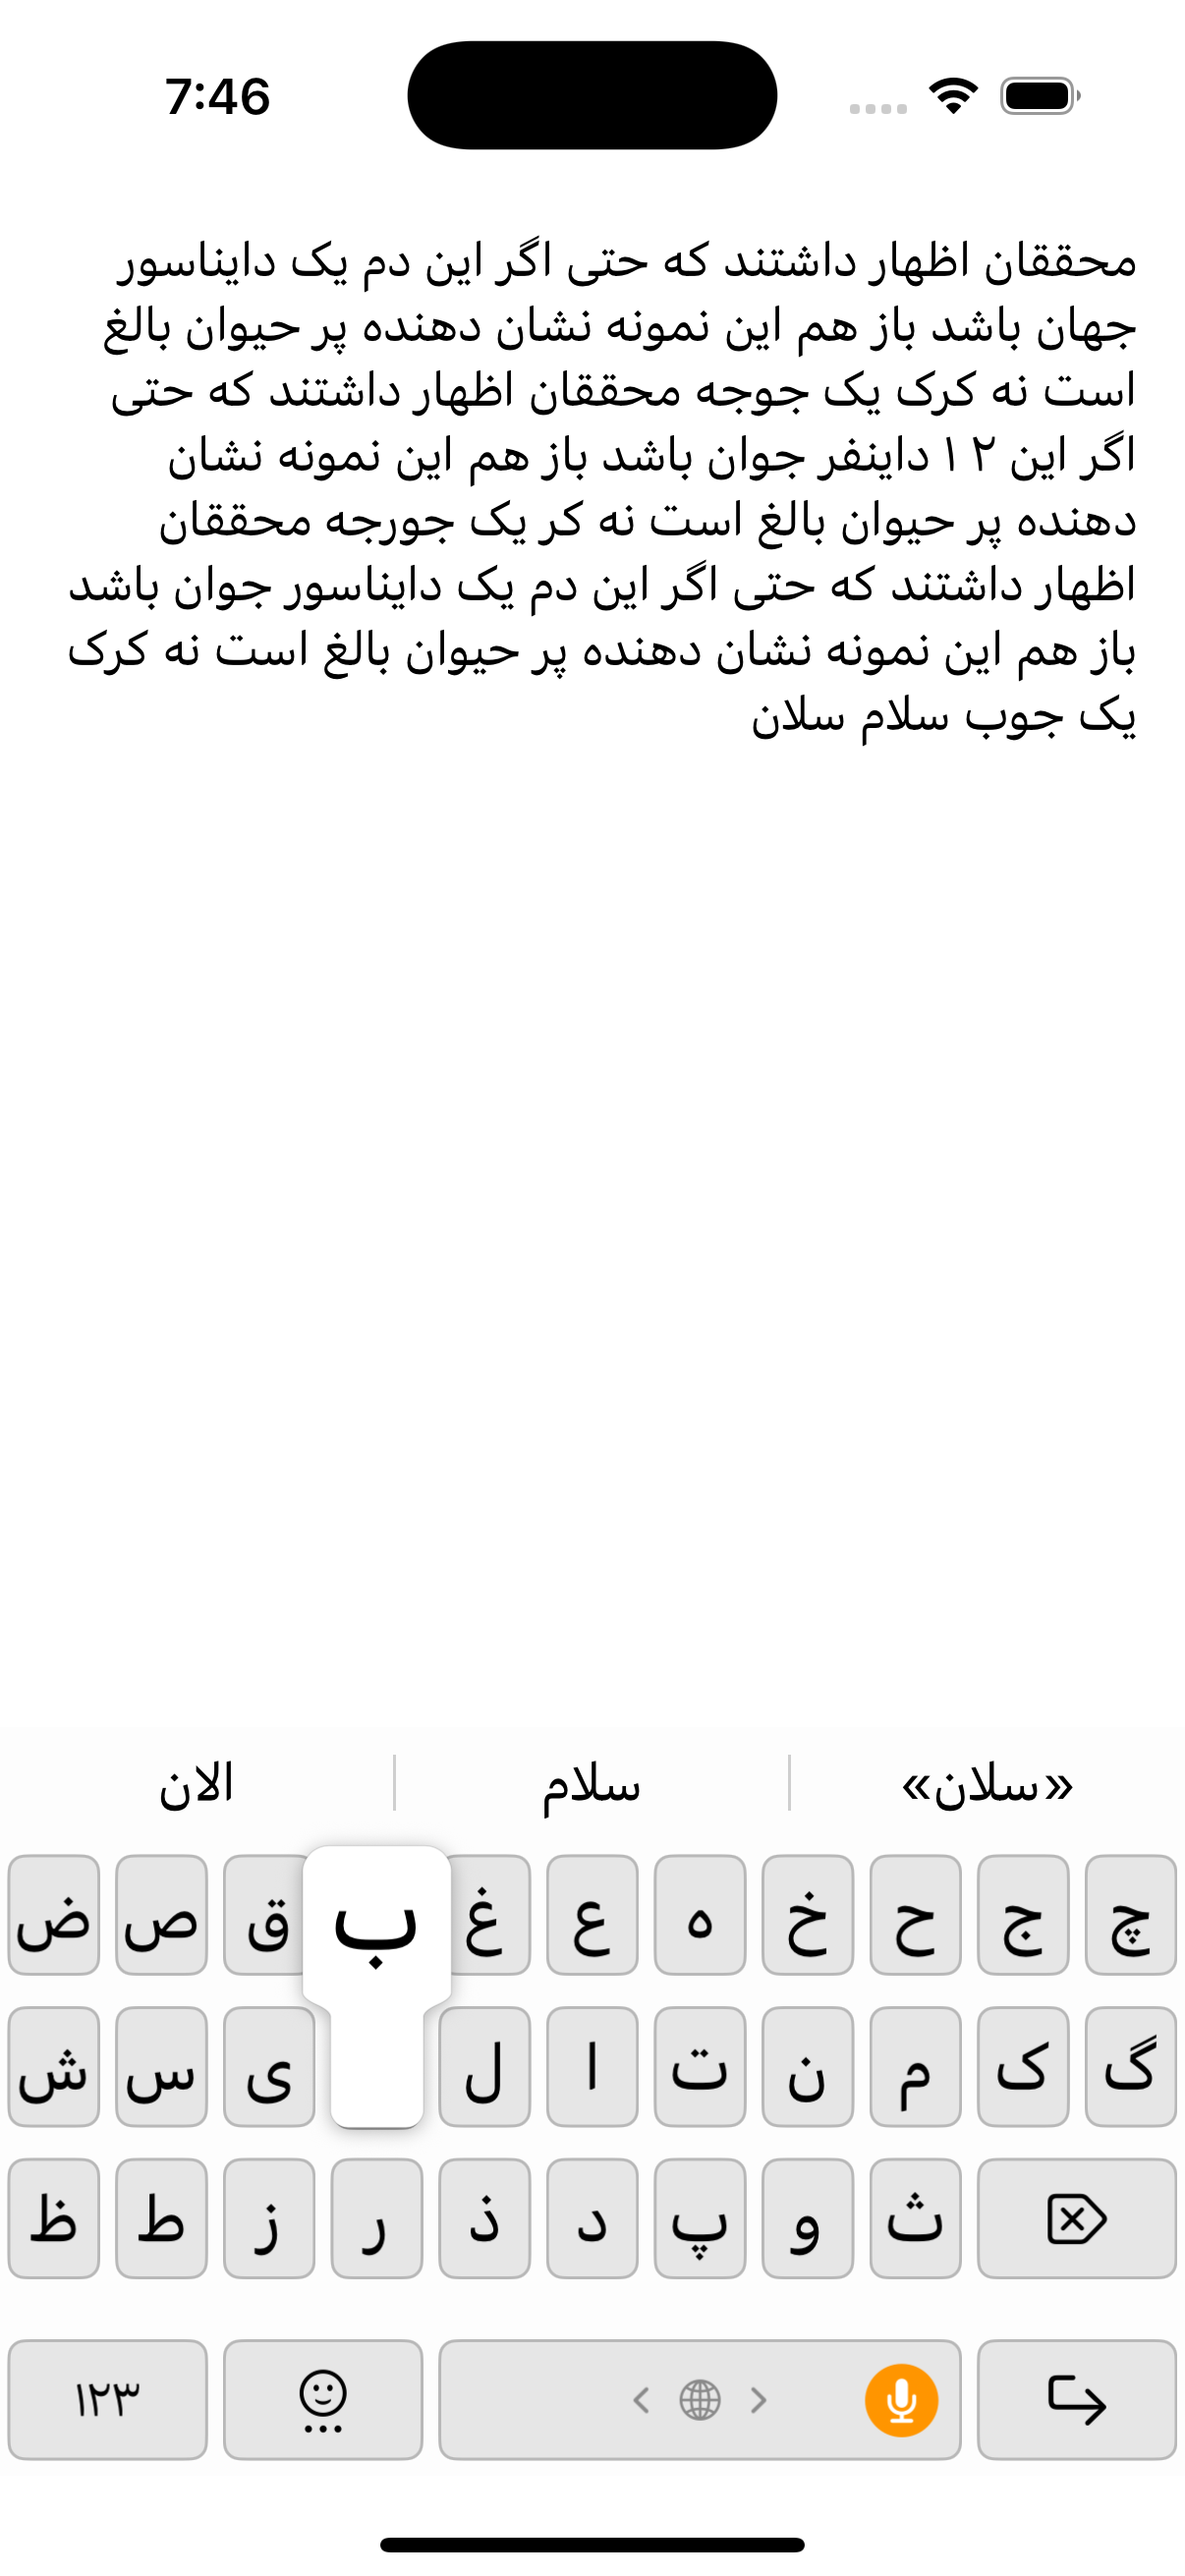 7:46
محققان اظهار داشتند که حتی اگر این دم یک دایناسور
جهان باشد باز هم این نمونه نشان دهنده پر حیوان بالغ
است نه کرک یک جوجه محققان اظهار داشتند که حتی
اگر این ۱۲ داینفر جوان باشد باز هم این نمونه نشان
دهنده پر حیوان بالغ است نه کر یک جورجه محققان
اظهار داشتند که حتی اگر این دم یک دایناسور جوان باشد
باز هم این نمونه نشان دهنده پر حیوان بالغ است نه کرک
یک جوب سلام سلان
«سلان» سلام الان
چ ج ح خ ه ع غ ب ق ص ض
گ ک م ن ت ا ل ی س ش
ث و پ د ذ ر ز ط ظ
۱۲۳